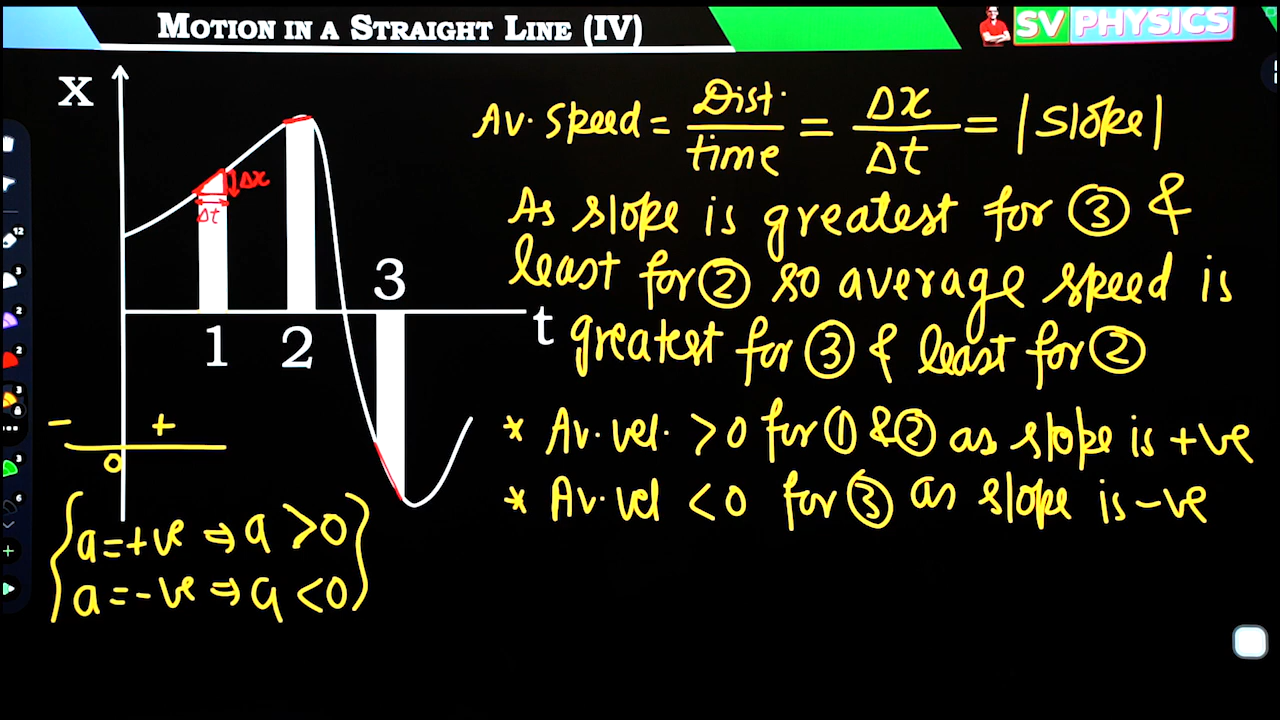 MOTION IN A STRAIGHT LINE (IV)
SV PHYSICS
x
Δx
Δt
1
2
3
t
- +
0
{a=+ve ⇒ a >0
a=-ve ⇒ a <0}
Av. Speed = Dist./time = Δx/Δt = |Slope|
As slope is greatest for ③ &
least for ② so average speed is
greatest for ③ & least for ②
* Av. vel. >0 for ① & ② as slope is +ve
* Av. vel <0 for ③ as slope is -ve